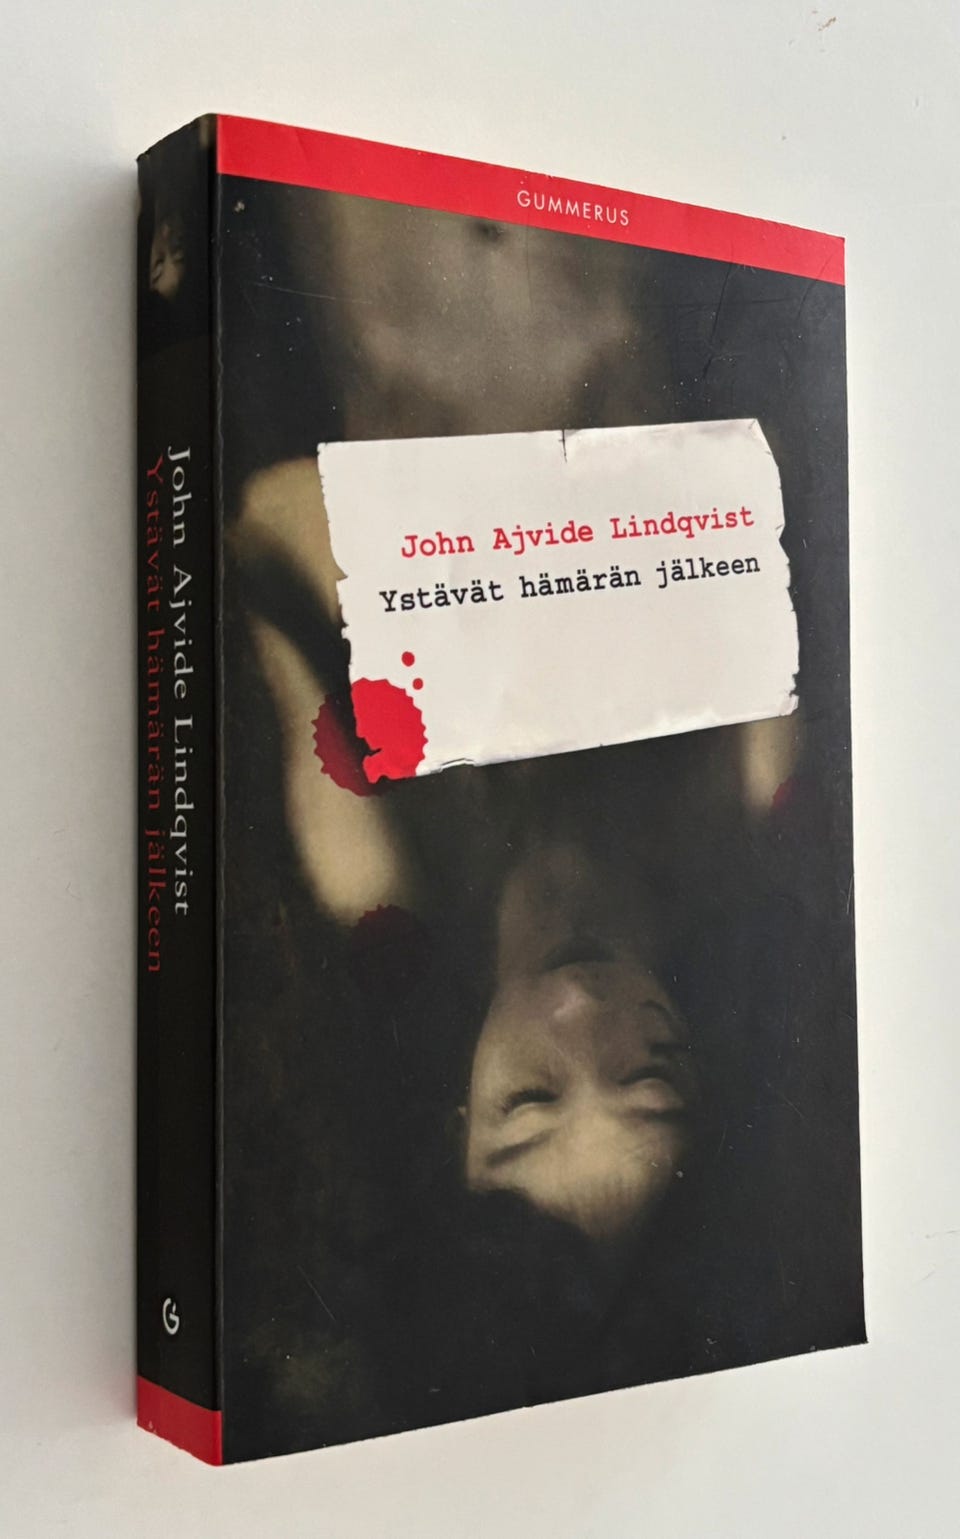 GUMMERUS
John Ajvide Lindqvist
Ystävät hämärän jälkeen
John Ajvide Lindqvist
Ystävät hämärän jälkeen
G